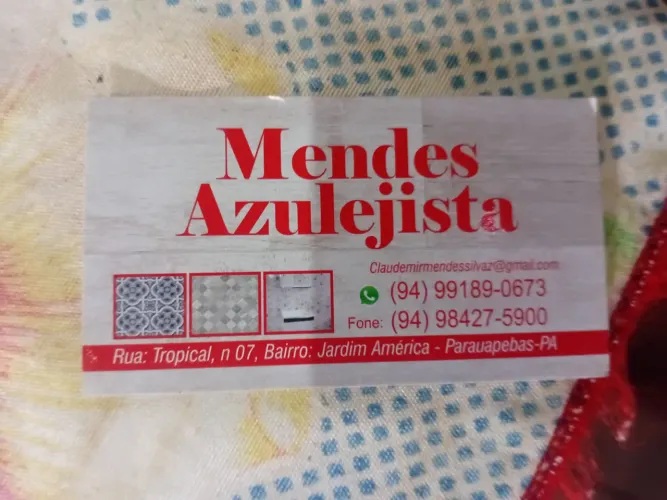 Mendes
Azulejista
Claudemirmendessilvaz@gmail.com
(94) 99189-0673
Fone: (94) 98427-5900
Rua: Tropical, n 07, Bairro: Jardim América - Parauapebas-PA